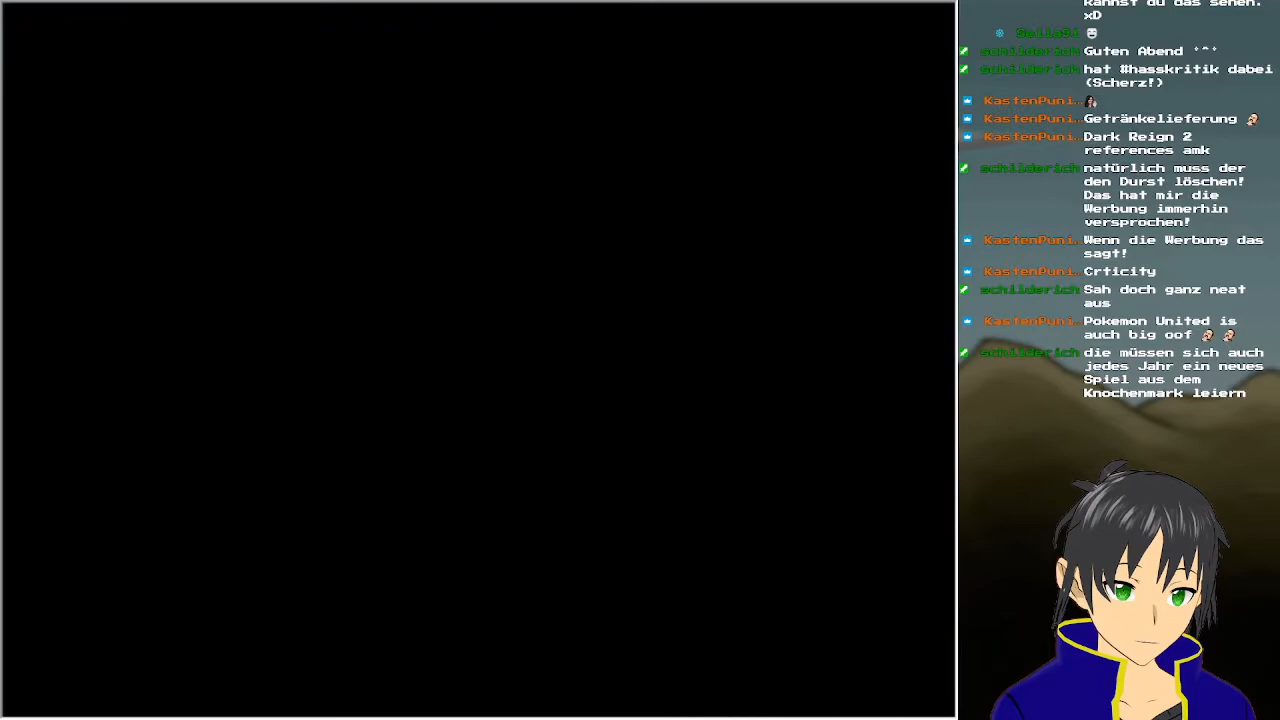 kannst du das sehen.
xD
Spllo$i
schilderich Guten Abend *^*
schilderich hat #hasskritik dabei
(Scherz!)
KastenPuni...
KastenPuni... Getränkelieferung
KastenPuni... Dark Reign 2
references amk
schilderich natürlich muss der
den Durst löschen!
Das hat mir die
Werbung immerhin
versprochen!
KastenPuni... Wenn die Werbung das
sagt!
KastenPuni... Crticity
schilderich Sah doch ganz neat
aus
KastenPuni... Pokemon United is
auch big oof
schilderich die müssen sich auch
jedes Jahr ein neues
Spiel aus dem
Knochenmark leiern